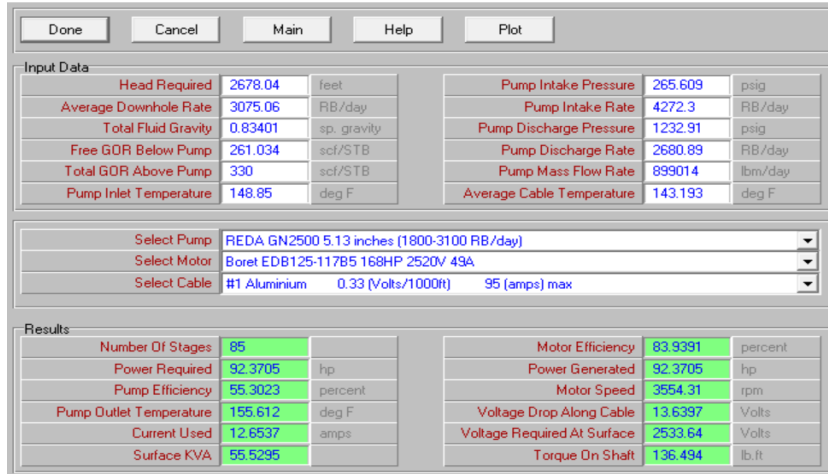 Done Cancel Main Help Plot
Input Data
Head Required 2678.04 feet Pump Intake Pressure 265.609 psig
Average Downhole Rate 3075.06 RB/day Pump Intake Rate 4272.3 RB/day
Total Fluid Gravity 0.83401 sp. gravity Pump Discharge Pressure 1232.91 psig
Free GOR Below Pump 261.034 scf/STB Pump Discharge Rate 2680.89 RB/day
Total GOR Above Pump 330 scf/STB Pump Mass Flow Rate 899014 lbm/day
Pump Inlet Temperature 148.85 deg F Average Cable Temperature 143.193 deg F
Select Pump REDA GN2500 5.13 inches (1800-3100 RB/day)
Select Motor Boret EDB125-117B5 168HP 2520V 49A
Select Cable #1 Aluminium 0.33 (Volts/1000ft) 95 (amps) max
Results
Number Of Stages 85 Motor Efficiency 83.9391 percent
Power Required 92.3705 hp Power Generated 92.3705 hp
Pump Efficiency 55.3023 percent Motor Speed 3554.31 rpm
Pump Outlet Temperature 155.612 deg F Voltage Drop Along Cable 13.6397 Volts
Current Used 12.6537 amps Voltage Required At Surface 2533.64 Volts
Surface KVA 55.5295 Torque On Shaft 136.494 lb.ft